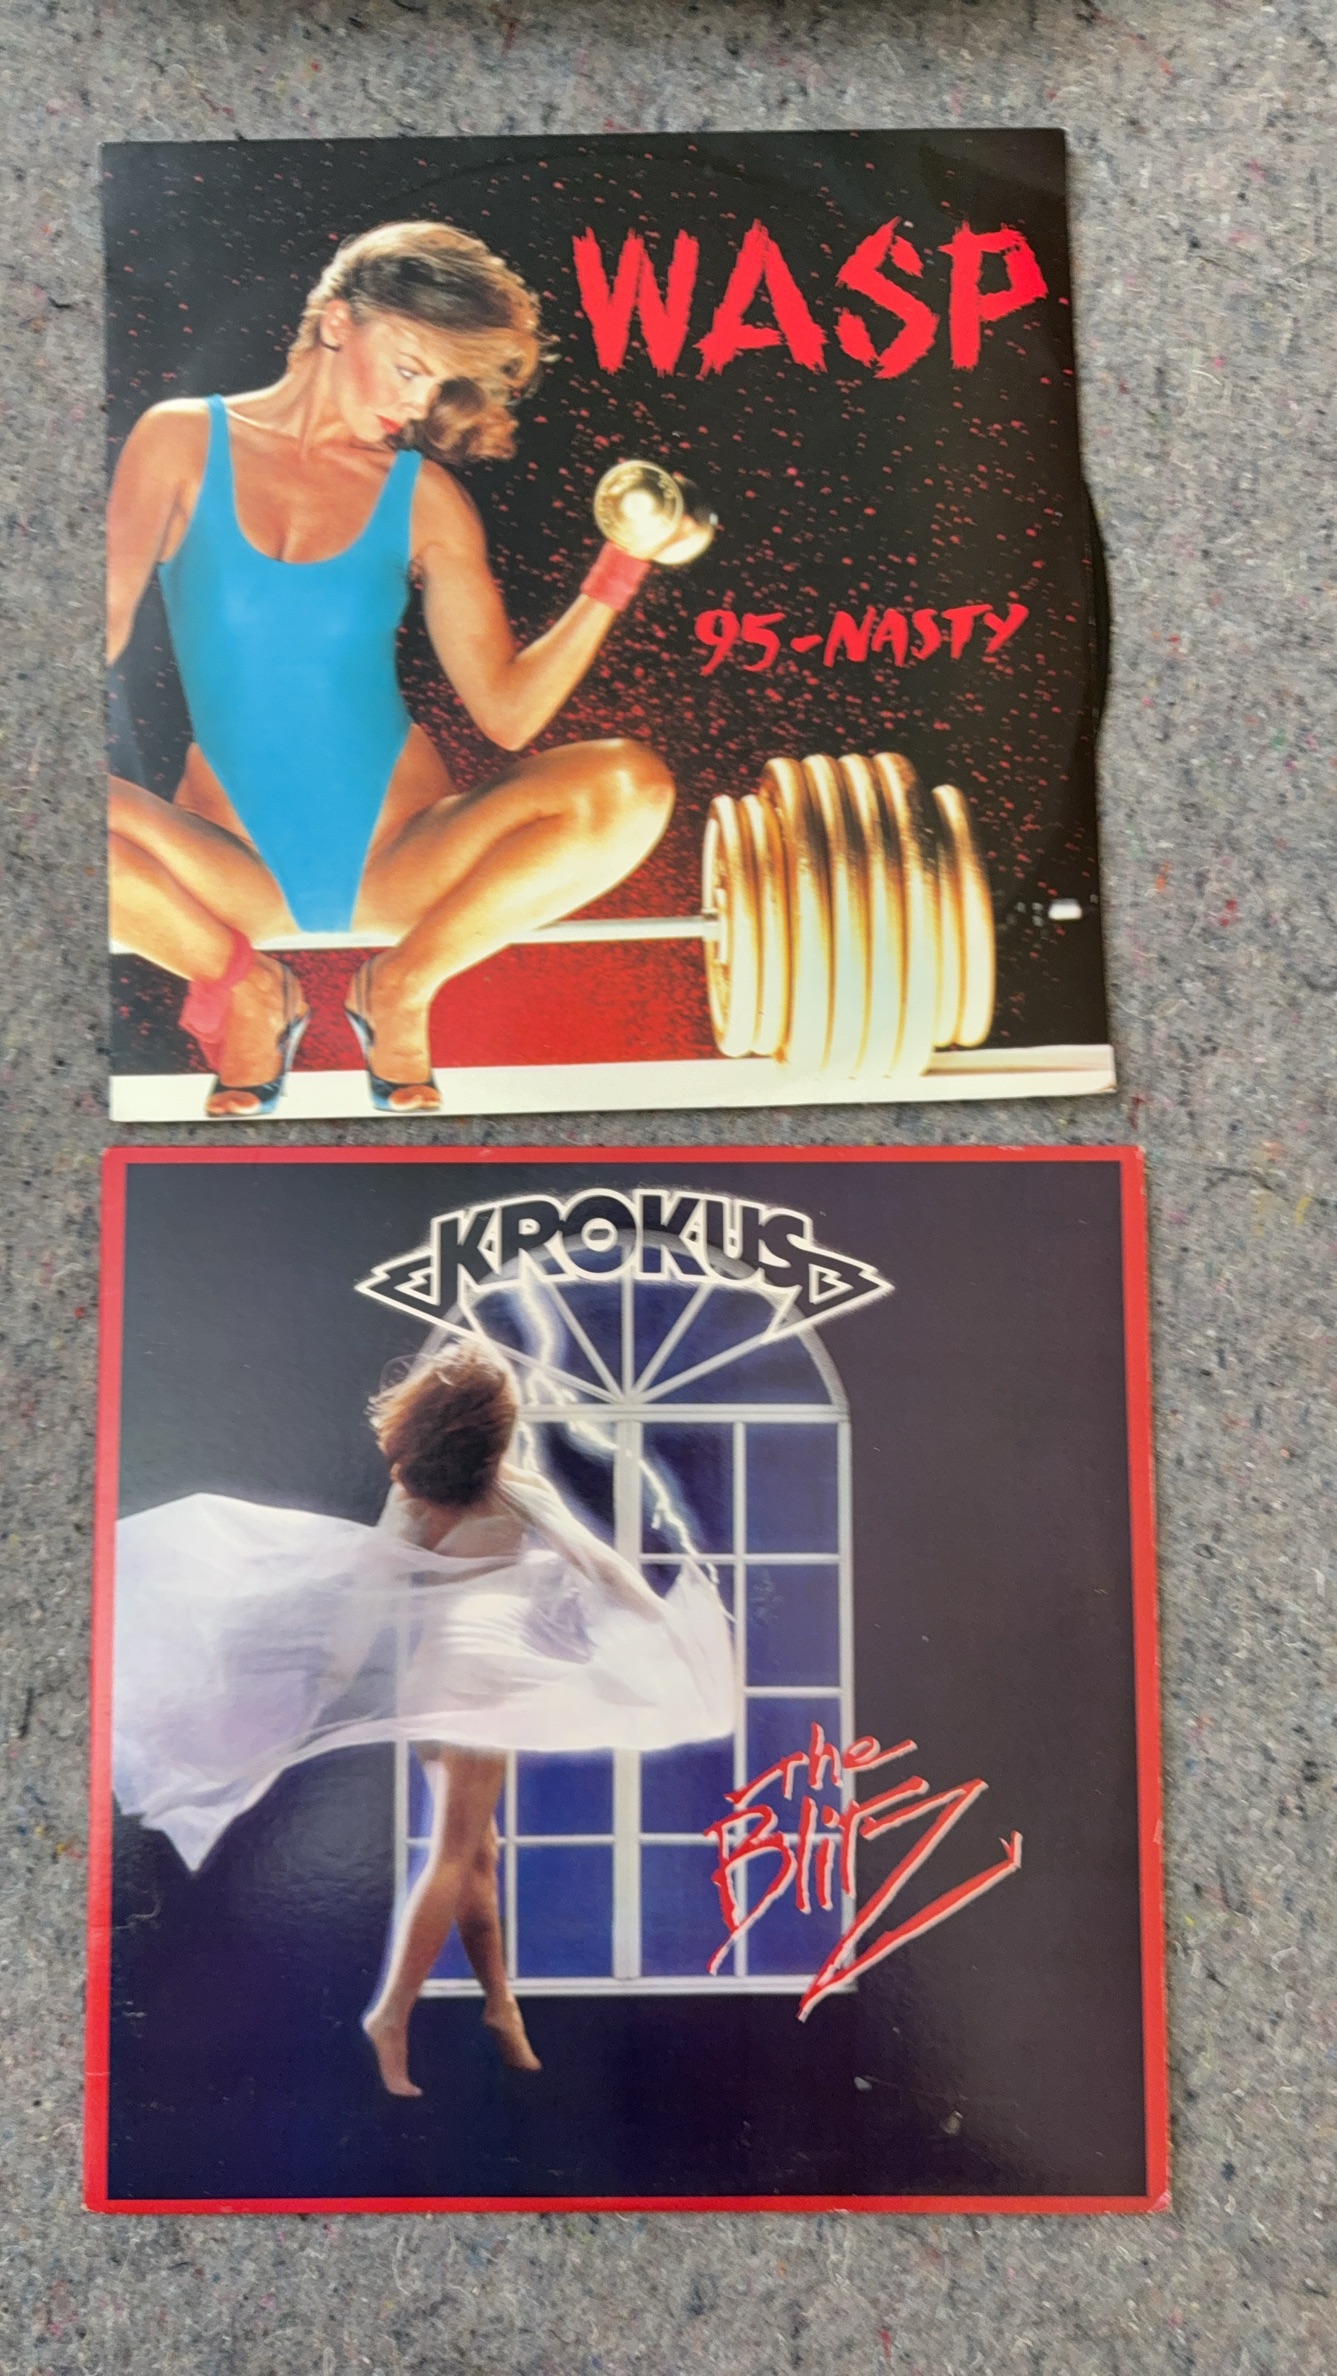 WASP
95-NASTY
KROKUS
The
Blitz